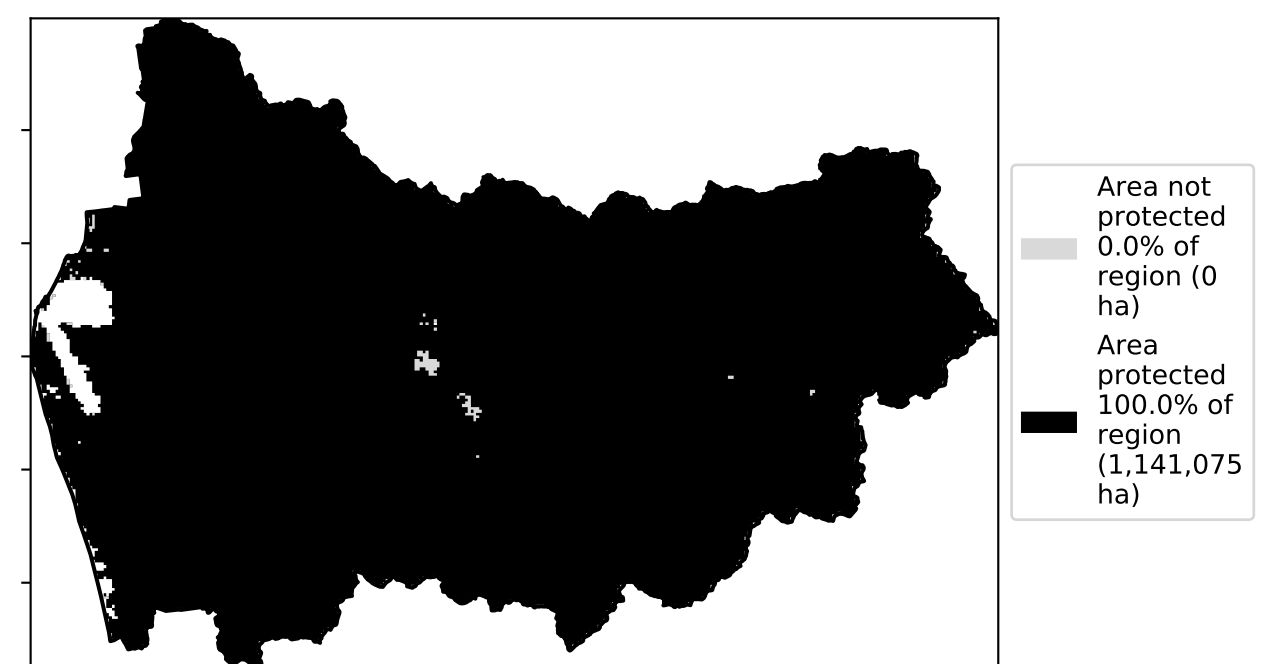 Area not
protected
0.0% of
region (0
ha)
Area
protected
100.0% of
region
(1,141,075
ha)